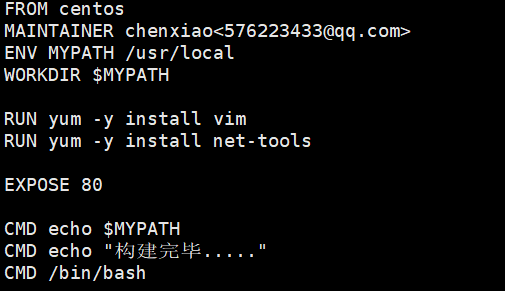 FROM centos
MAINTAINER chenxiao<576223433@qq.com>
ENV MYPATH /usr/local
WORKDIR $MYPATH
RUN yum -y install vim
RUN yum -y install net-tools
EXPOSE 80
CMD echo $MYPATH
CMD echo "构建完毕....."
CMD /bin/bash